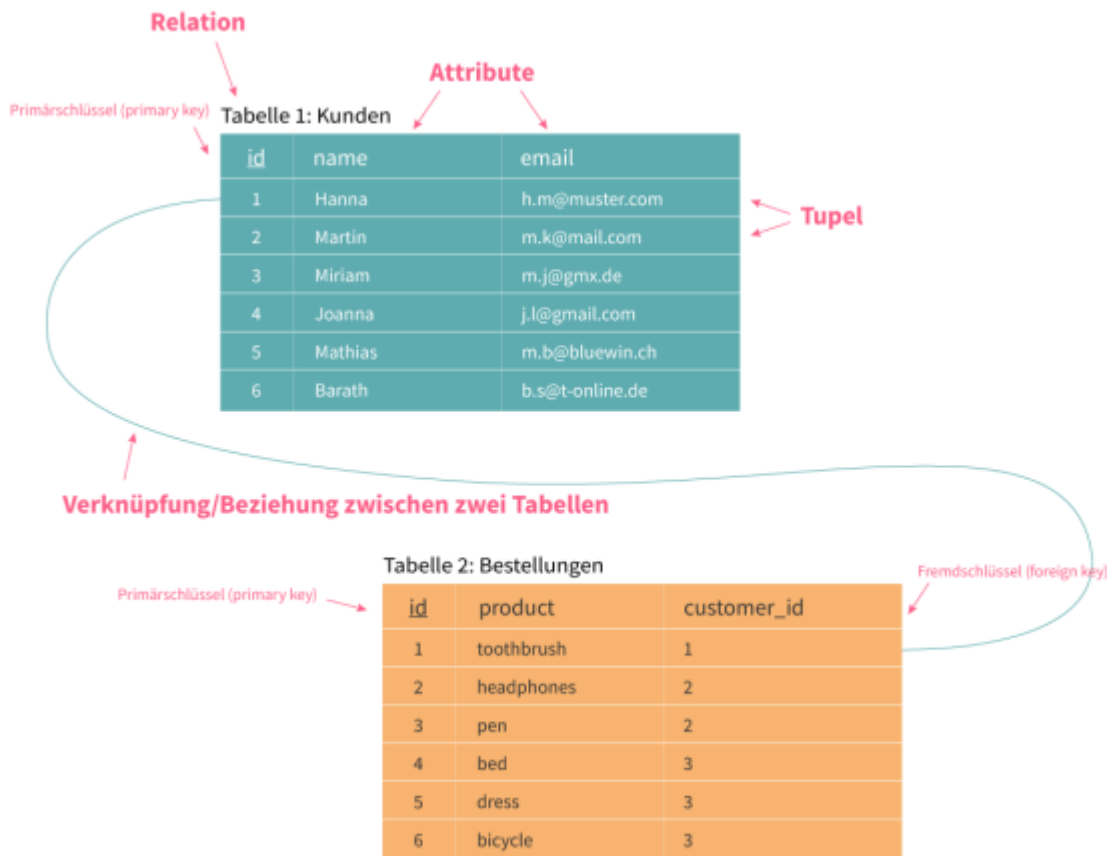 Relation
Attribute
Primärschlüssel (primary key)
Tabelle 1: Kunden
id name email
1 Hanna h.m@muster.com
2 Martin m.k@mail.com
3 Miriam m.j@gmx.de
4 Joanna j.l@gmail.com
5 Mathias m.b@bluewin.ch
6 Barath b.s@t-online.de
Tupel
Verknüpfung/Beziehung zwischen zwei Tabellen
Tabelle 2: Bestellungen
Primärschlüssel (primary key)
Fremdschlüssel (foreign key)
id product customer_id
1 toothbrush 1
2 headphones 2
3 pen 2
4 bed 3
5 dress 3
6 bicycle 3